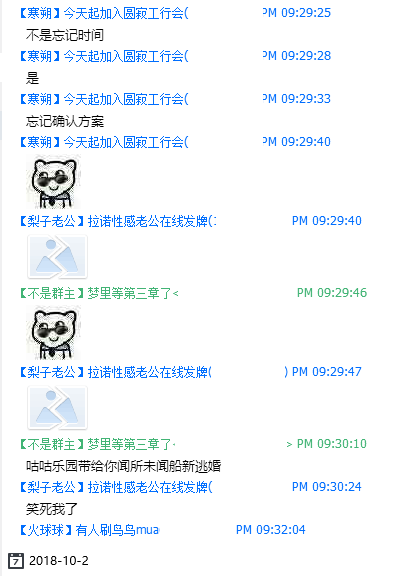 【寒朔】今天起加入圆寂工行会( PM 09:29:25
不是忘记时间
【寒朔】今天起加入圆寂工行会( PM 09:29:28
是
【寒朔】今天起加入圆寂工行会( PM 09:29:33
忘记确认方案
【寒朔】今天起加入圆寂工行会( PM 09:29:40
【梨子老公】拉诺性感老公在线发牌( PM 09:29:40
【不是群主】梦里等第三章了< PM 09:29:46
【梨子老公】拉诺性感老公在线发牌( ) PM 09:29:47
【不是群主】梦里等第三章了 > PM 09:30:10
咕咕乐园带给你闻所未闻船新逃婚
【梨子老公】拉诺性感老公在线发牌( PM 09:30:24
笑死我了
【火球球】有人刷鸟鸟mua PM 09:32:04
7 2018-10-2